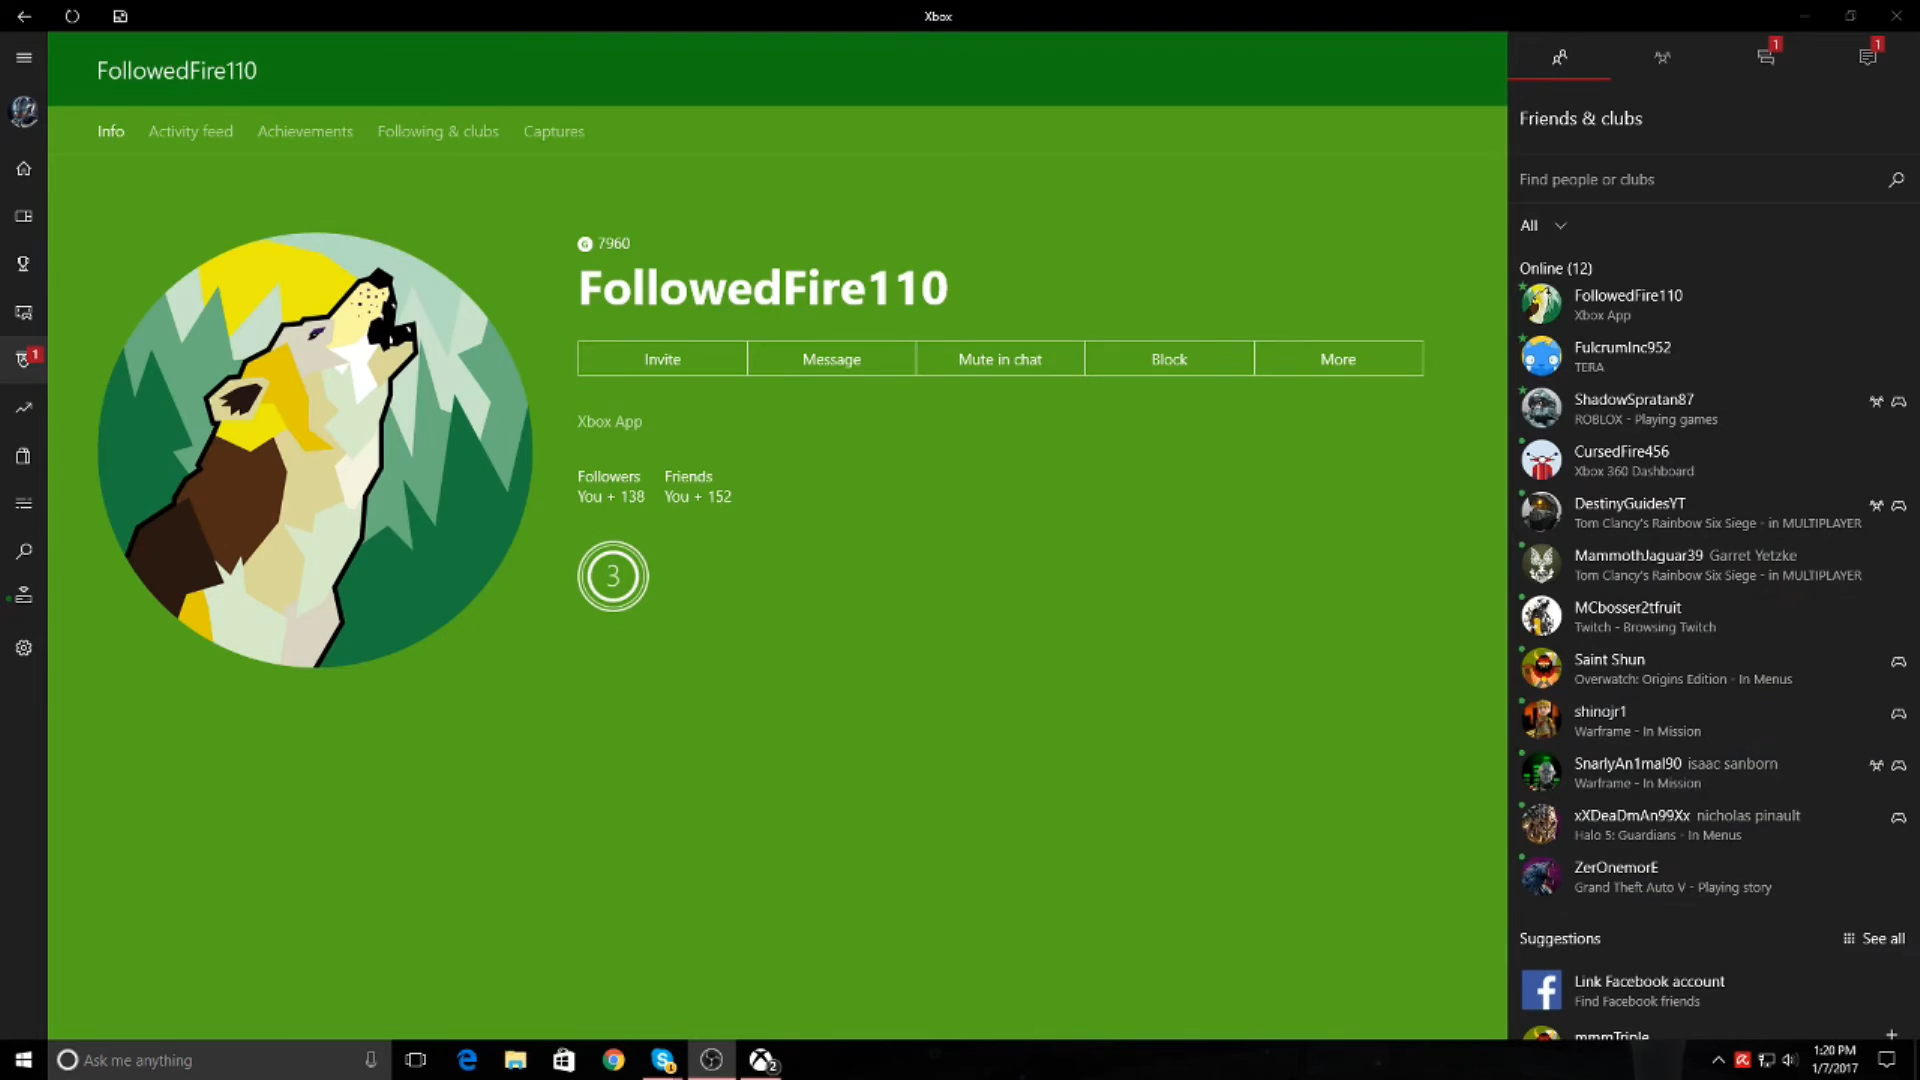 Xbox
FollowedFire110
Info Activity feed Achievements Following & clubs Captures
G 7960
FollowedFire110
Invite Message Mute in chat Block More
Xbox App
Followers Friends
You + 138 You + 152
3
1
1
1
Friends & clubs
Find people or clubs
All
Online (12)
FollowedFire110
Xbox App
FulcrumInc952
TERA
ShadowSpratan87
ROBLOX - Playing games
CursedFire456
Xbox 360 Dashboard
DestinyGuidesYT
Tom Clancy's Rainbow Six Siege - in MULTIPLAYER
MammothJaguar39 Garret Yetzke
Tom Clancy's Rainbow Six Siege - in MULTIPLAYER
MCbosser2tfruit
Twitch - Browsing Twitch
Saint Shun
Overwatch: Origins Edition - In Menus
shinojr1
Warframe - In Mission
SnarlyAn1mal90 isaac sanborn
Warframe - In Mission
xXDeaDmAn99Xx nicholas pinault
Halo 5: Guardians - In Menus
ZerOnemorE
Grand Theft Auto V - Playing story
Suggestions See all
Link Facebook account
Find Facebook friends
mmmTriple
Ask me anything
2
1:20 PM
1/7/2017